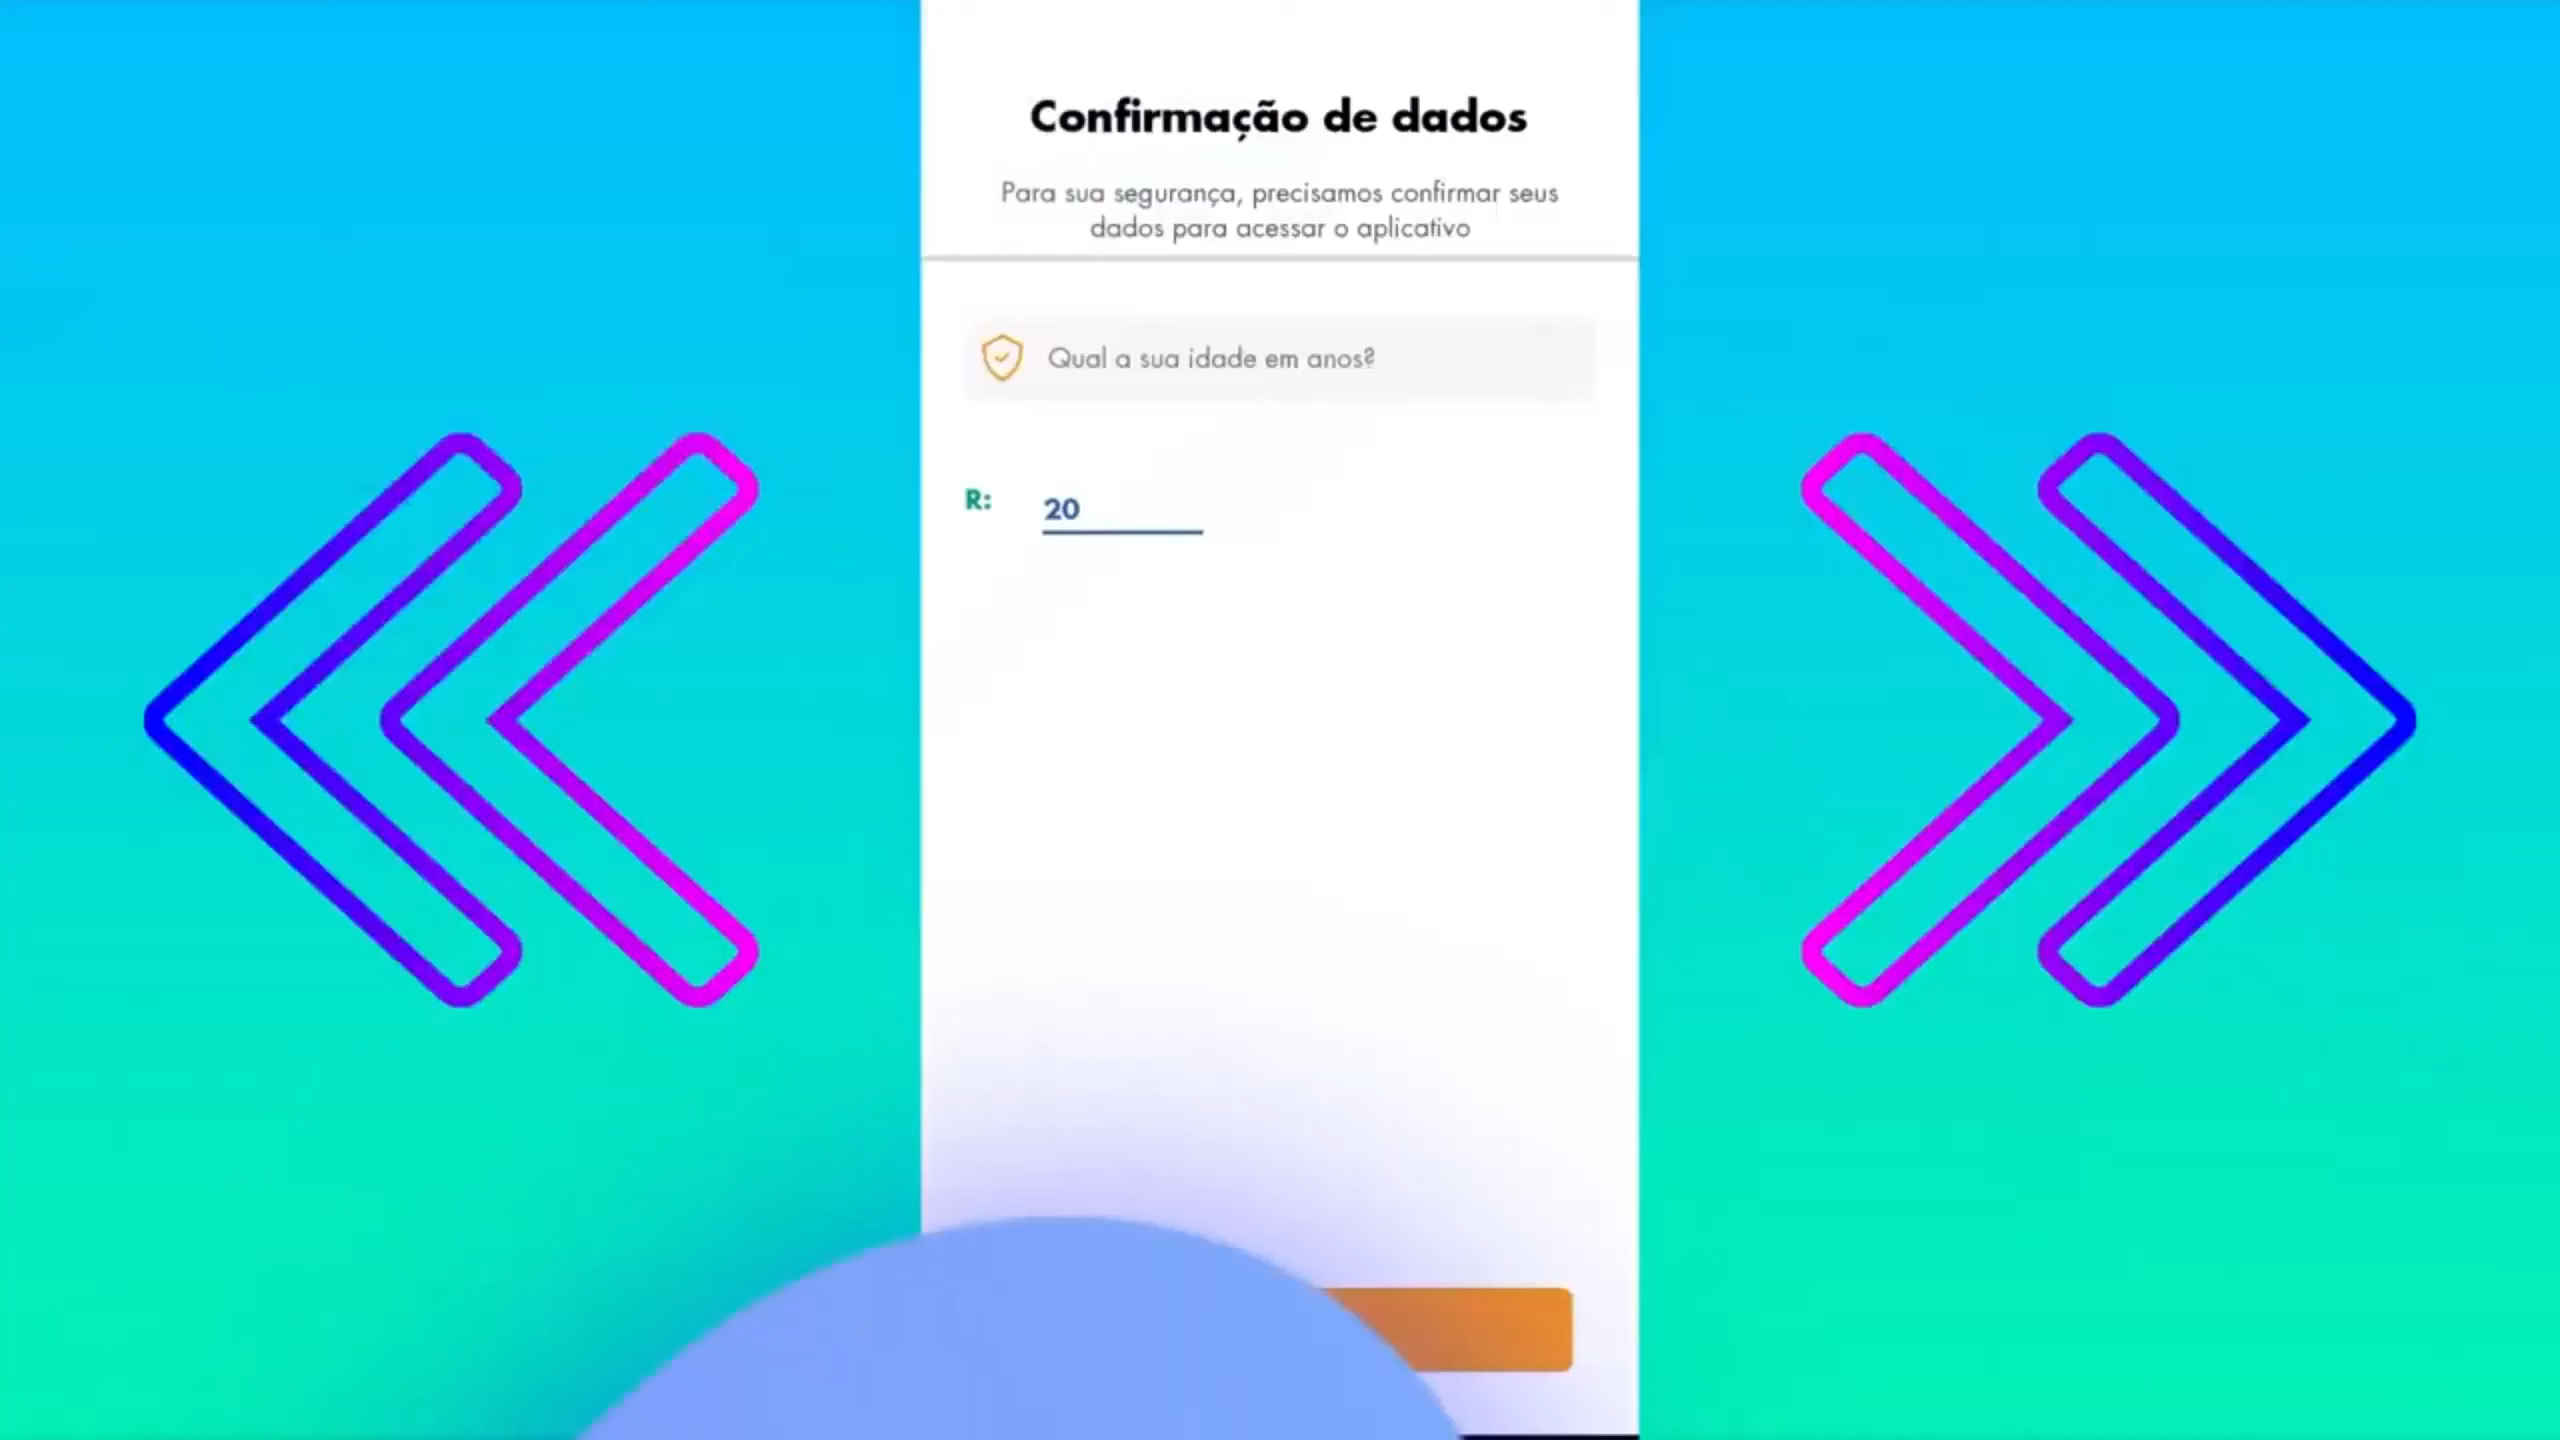 Confirmação de dados
Para sua segurança, precisamos confirmar seus
dados para acessar o aplicativo
Qual a sua idade em anos?
R: 20